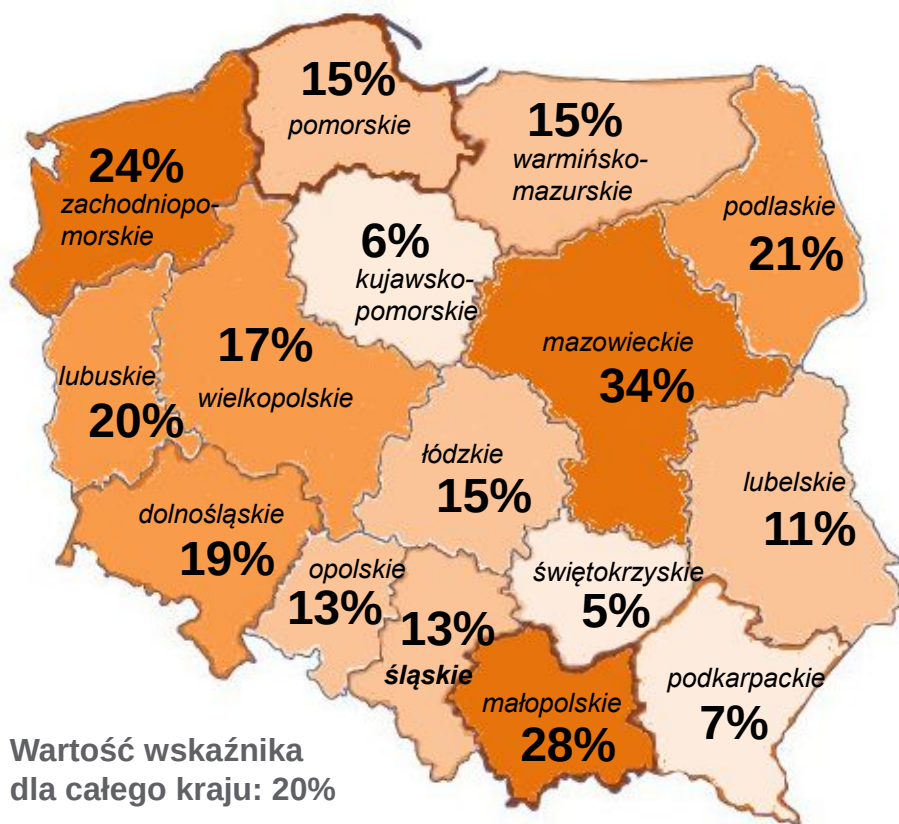 15%
pomorskie
15%
warmińsko-
mazurskie
24%
zachodniopo-
morskie
podlaskie
21%
6%
kujawsko-
pomorskie
17%
wielkopolskie
mazowieckie
34%
lubuskie
20%
łódzkie
15%
lubelskie
11%
dolnośląskie
19%
opolskie
13%
świętokrzyskie
5%
13%
śląskie
małopolskie
28%
podkarpackie
7%
Wartość wskaźnika
dla całego kraju: 20%